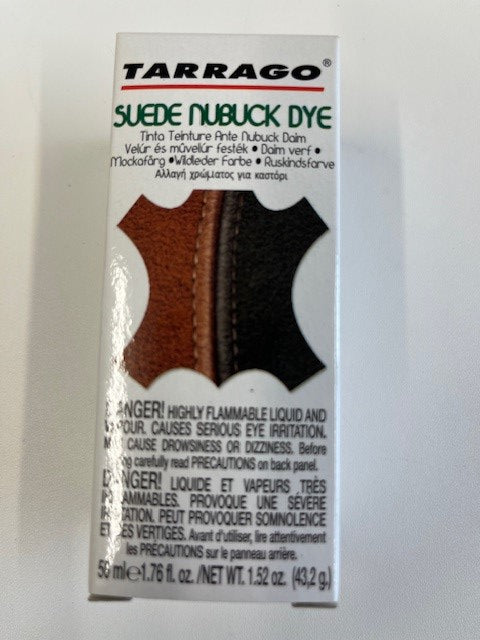 TARRAGO®
SUEDE NUBUCK DYE
Tinta Teinture Ante Nubuck Daim
Velúr és művelúr festék • Daim verf •
Mockafärg • Wildleder Farbe • Ruskindsfarve
Αλλαγή χρώματος για καστόρι
DANGER! HIGHLY FLAMMABLE LIQUID AND
VAPOUR. CAUSES SERIOUS EYE IRRITATION.
MAY CAUSE DROWSINESS OR DIZZINESS. Before
carefully read PRECAUTIONS on back panel.
DANGER! LIQUIDE ET VAPEURS TRÈS
INFLAMMABLES. PROVOQUE UNE SÉVÈRE
IRRITATION. PEUT PROVOQUER SOMNOLENCE
ET DES VERTIGES. Avant d'utiliser, lire attentivement
les PRÉCAUTIONS sur le panneau arrière.
50 ml e 1.76 fl. oz. /NET WT. 1.52 oz. (43,2 g.)